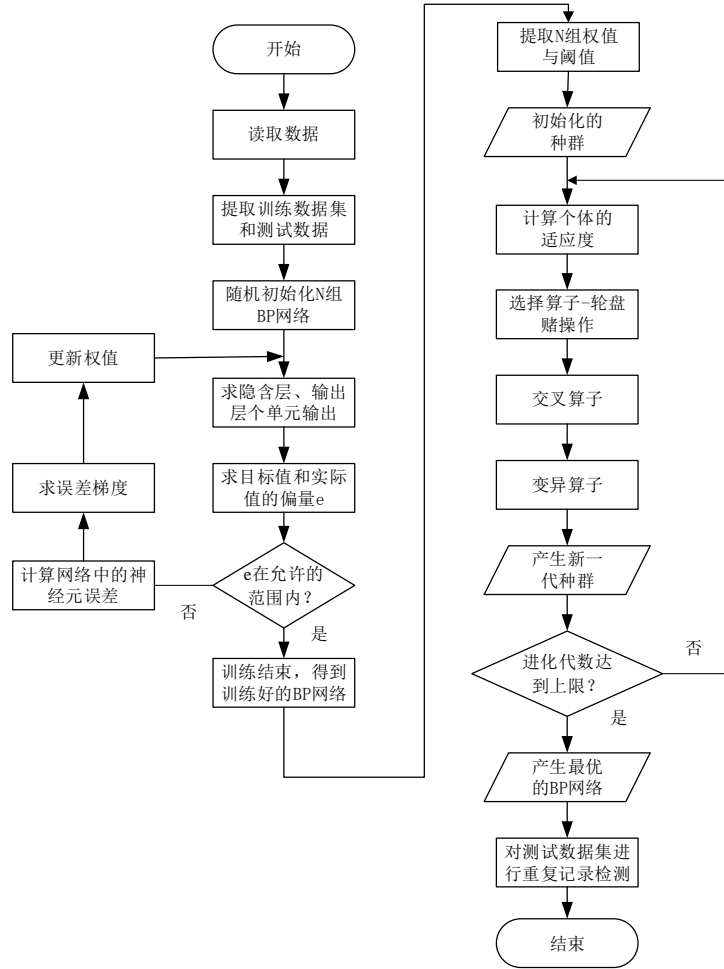 开始
读取数据
提取训练数据集
和测试数据
随机初始化N组
BP网络
更新权值
求隐含层、输出
层个单元输出
求误差梯度
求目标值和实际
值的偏量e
计算网络中的神
经元误差
否
e在允许的
范围内？
是
训练结束，得到
训练好的BP网络
提取N组权值
与阈值
初始化的
种群
计算个体的
适应度
选择算子-轮盘
赌操作
交叉算子
变异算子
产生新一
代种群
进化代数达
到上限？
否
是
产生最优
的BP网络
对测试数据集进
行重复记录检测
结束